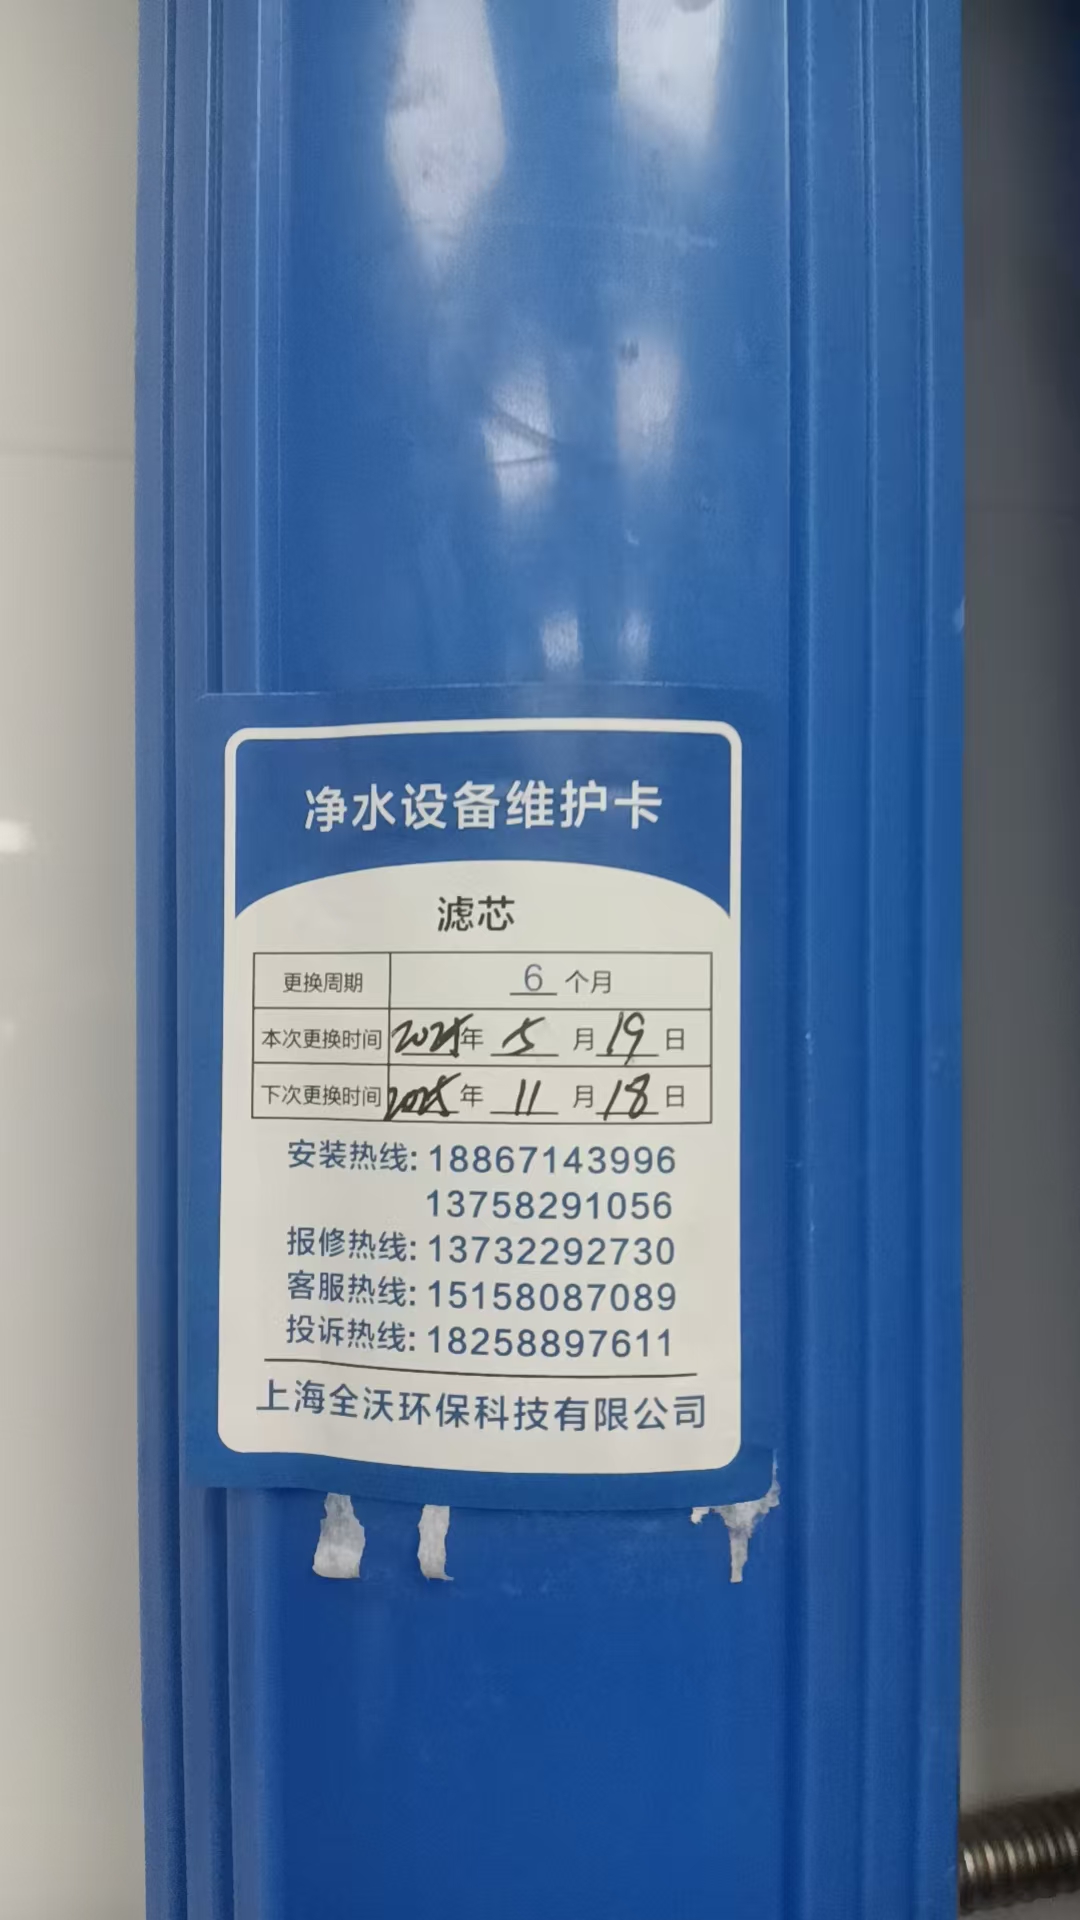 净水设备维护卡
滤芯
更换周期 6 个月
本次更换时间 2025年 5 月 19 日
下次更换时间 2025年 11 月 18 日
安装热线: 18867143996
13758291056
报修热线: 13732292730
客服热线: 15158087089
投诉热线: 18258897611
上海全沃环保科技有限公司